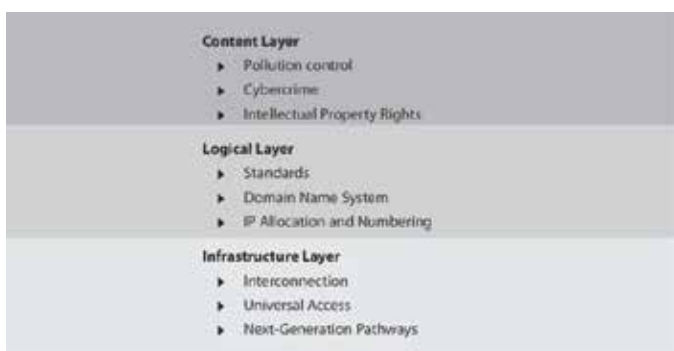 Content Layer
▸ Pollution control
▸ Cybercrime
▸ Intellectual Property Rights
Logical Layer
▸ Standards
▸ Domain Name System
▸ IP Allocation and Numbering
Infrastructure Layer
▸ Interconnection
▸ Universal Access
▸ Next-Generation Pathways